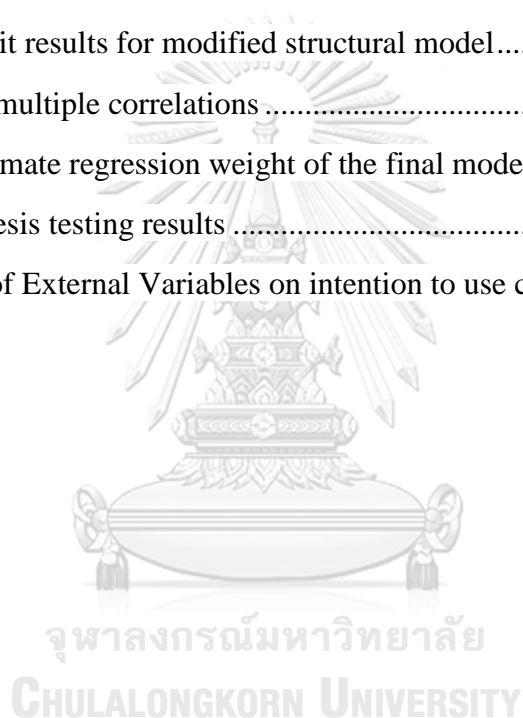 it results for modified structural model....
multiple correlations..............................
mate regression weight of the final mode
esis testing results ..................................
of External Variables on intention to use c
จุฬาลงกรณ์มหาวิทยาลัย
CHULALONGKORN UNIVERSITY